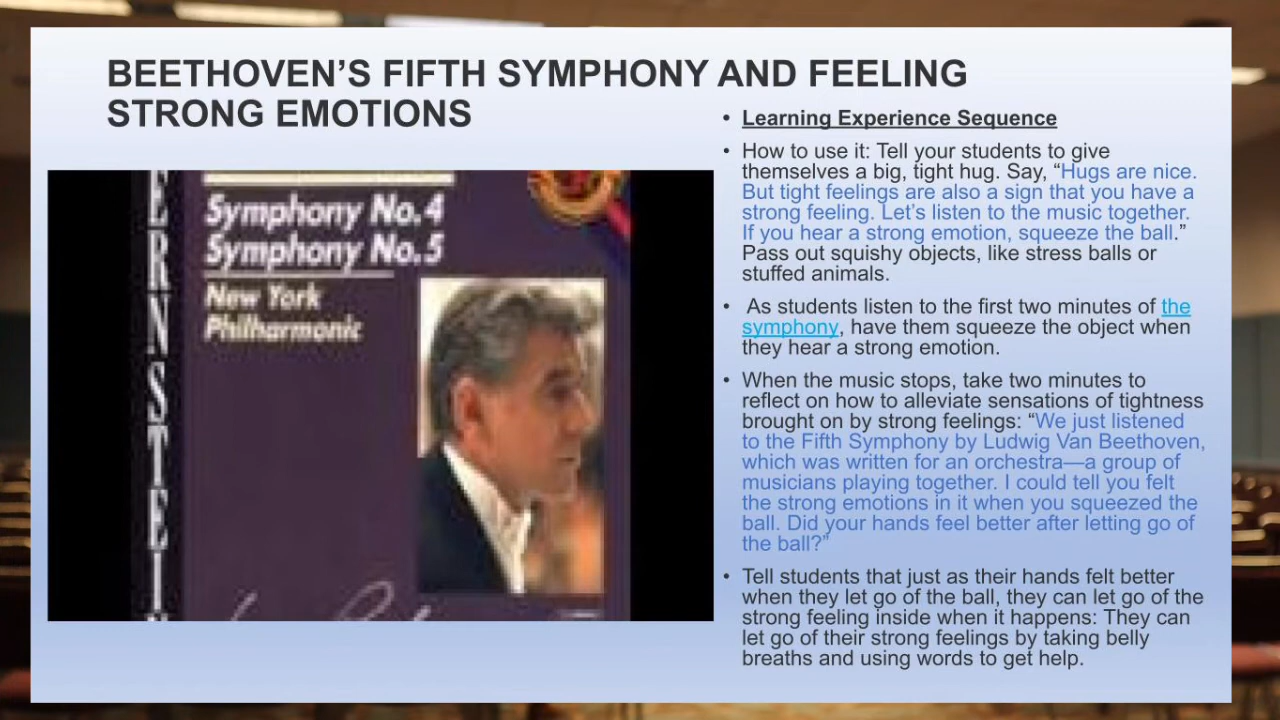 BEETHOVEN’S FIFTH SYMPHONY AND FEELING
STRONG EMOTIONS
Symphony No.4
Symphony No.5
New York
Philharmonic
• Learning Experience Sequence
• How to use it: Tell your students to give
themselves a big, tight hug. Say, “Hugs are nice.
But tight feelings are also a sign that you have a
strong feeling. Let’s listen to the music together.
If you hear a strong emotion, squeeze the ball.”
Pass out squishy objects, like stress balls or
stuffed animals.
• As students listen to the first two minutes of the
symphony, have them squeeze the object when
they hear a strong emotion.
• When the music stops, take two minutes to
reflect on how to alleviate sensations of tightness
brought on by strong feelings: “We just listened
to the Fifth Symphony by Ludwig Van Beethoven,
which was written for an orchestra—a group of
musicians playing together. I could tell you felt
the strong emotions in it when you squeezed the
ball. Did your hands feel better after letting go of
the ball?”
• Tell students that just as their hands felt better
when they let go of the ball, they can let go of the
strong feeling inside when it happens: They can
let go of their strong feelings by taking belly
breaths and using words to get help.